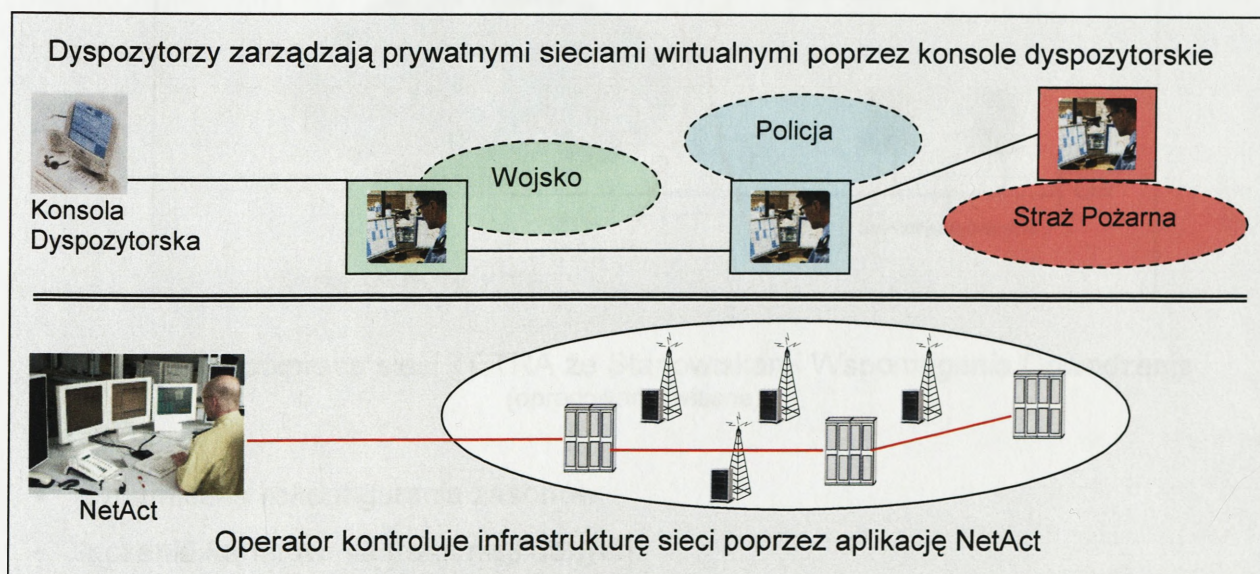 Dyspozytorzy zarządzają prywatnymi sieciami wirtualnymi poprzez konsole dyspozytorskie
Policja
Wojsko
Straż Pożarna
Konsola
Dyspozytorska
NetAct
Operator kontroluje infrastrukturę sieci poprzez aplikację NetAct